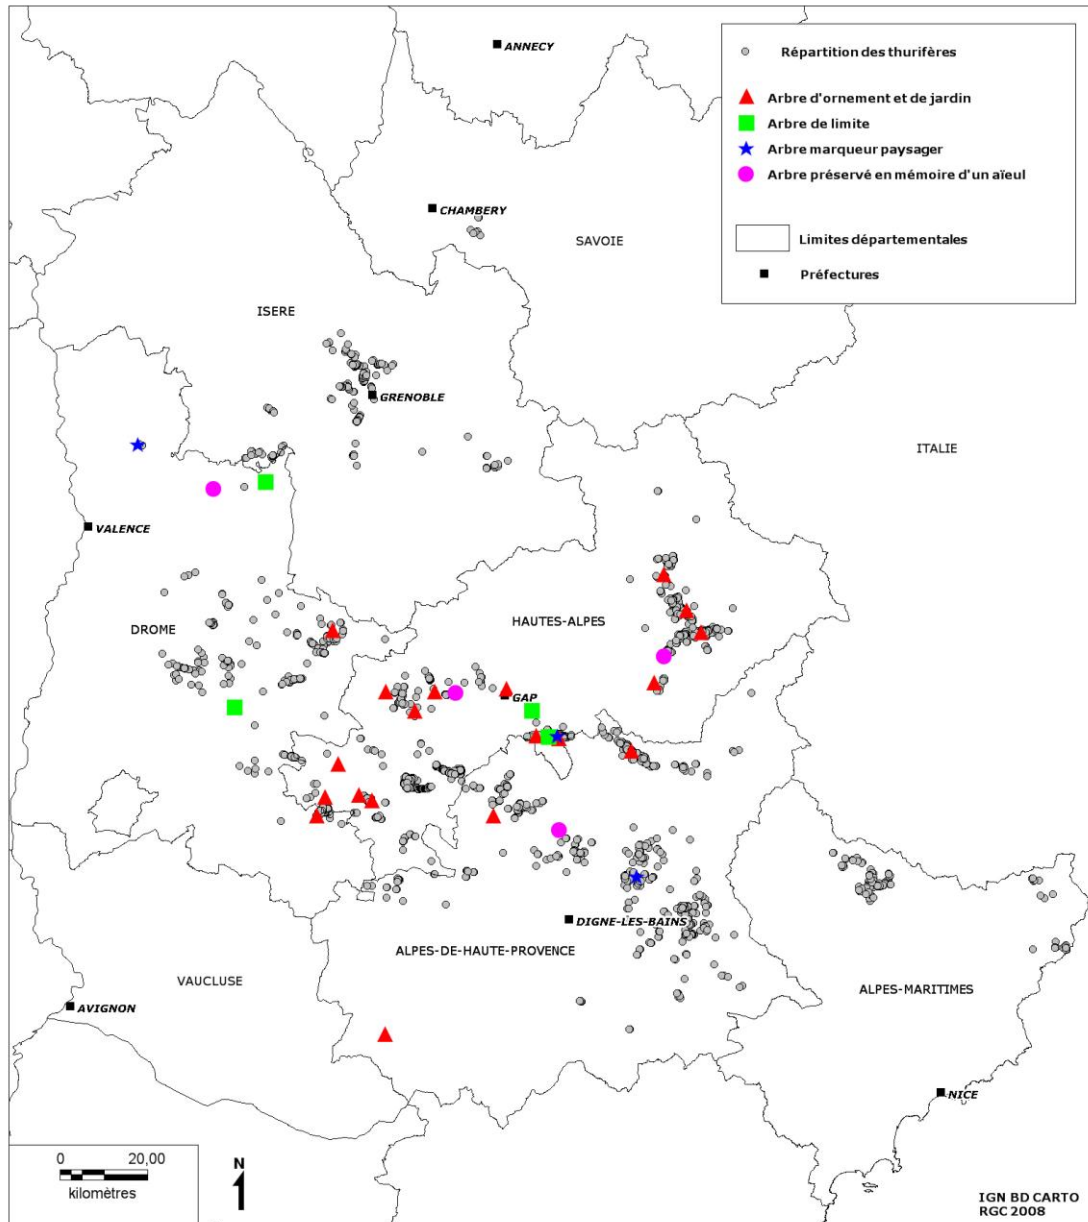 ANNECY
Répartition des thurifères
Arbre d'ornement et de jardin
Arbre de limite
Arbre marqueur paysager
Arbre préservé en mémoire d'un aïeul
Limites départementales
Préfectures
CHAMBERY
SAVOIE
ISERE
GRENOBLE
ITALIE
VALENCE
HAUTES-ALPES
DROME
GAP
DIGNE-LES-BAINS
ALPES-DE-HAUTE-PROVENCE
VAUCLUSE
ALPES-MARITIMES
AVIGNON
NICE
0 20,00
kilomètres
N
IGN BD CARTO
RGC 2008